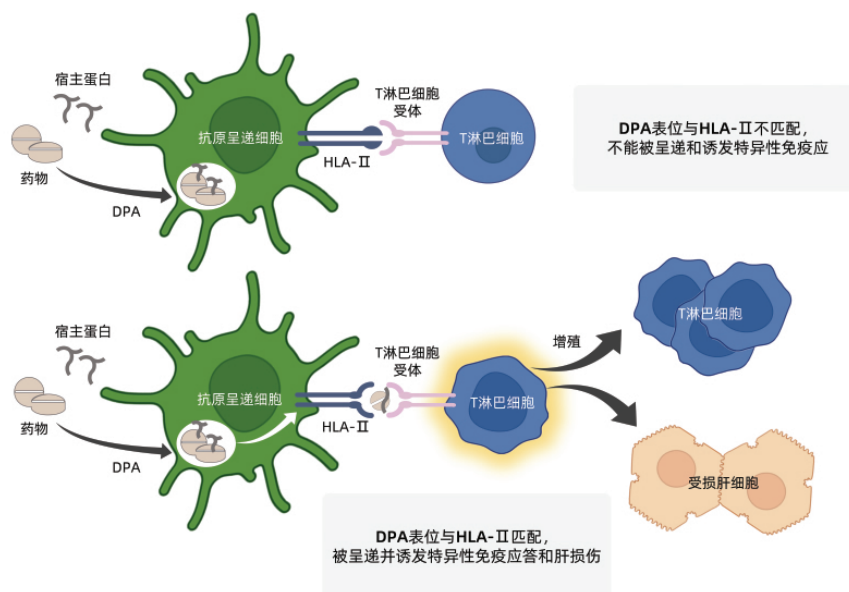 宿主蛋白
药物
DPA
抗原呈递细胞
HLA-Ⅱ
T淋巴细胞
受体
T淋巴细胞
DPA表位与HLA-Ⅱ不匹配，
不能被呈递和诱发特异性免疫应
宿主蛋白
药物
DPA
抗原呈递细胞
HLA-Ⅱ
T淋巴细胞
受体
T淋巴细胞
增殖
T淋巴细胞
受损肝细胞
DPA表位与HLA-Ⅱ匹配，
被呈递并诱发特异性免疫应答和肝损伤